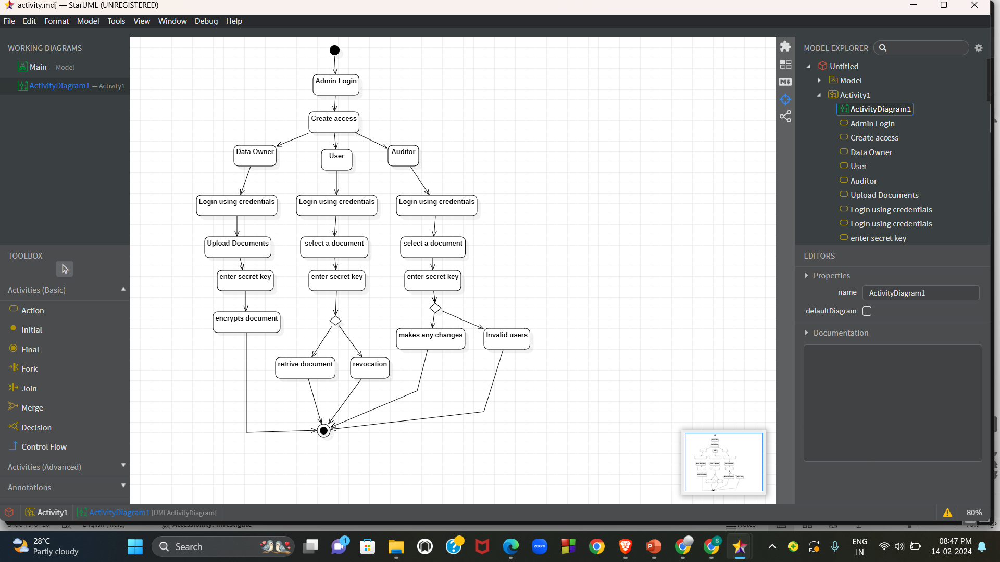 activity.mdj — StarUML (UNREGISTERED)
File Edit Format Model Tools View Window Debug Help
WORKING DIAGRAMS
Main — Model
ActivityDiagram1 — Activity1
TOOLBOX
Activities (Basic)
Action
Initial
Final
Fork
Join
Merge
Decision
Control Flow
Activities (Advanced)
Annotations
Admin Login
Create access
Data Owner User Auditor
Login using credentials Login using credentials Login using credentials
Upload Documents select a document select a document
enter secret key enter secret key enter secret key
encrypts document
makes any changes Invalid users
retrive document revocation
MODEL EXPLORER
Untitled
Model
Activity1
ActivityDiagram1
Admin Login
Create access
Data Owner
User
Auditor
Upload Documents
Login using credentials
Login using credentials
enter secret key
EDITORS
Properties
name ActivityDiagram1
defaultDiagram
Documentation
Activity1 ActivityDiagram1 [UMLActivityDiagram] 80%
28°C
Partly cloudy
Search
1
zoom
S
ENG
IN
08:47 PM
14-02-2024